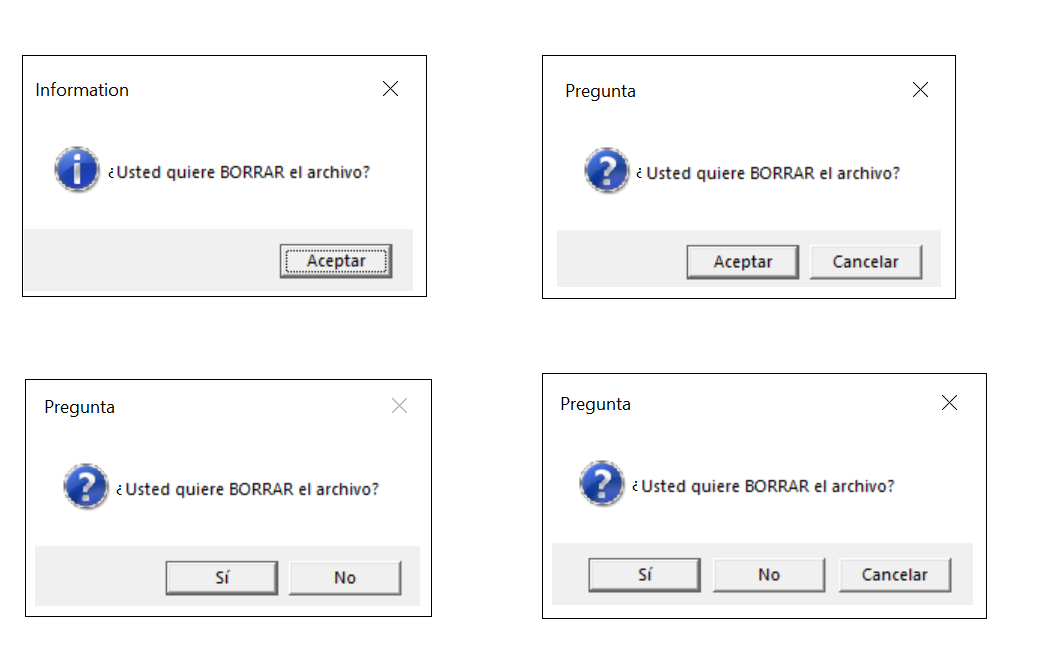 Information
¿Usted quiere BORRAR el archivo?
Aceptar
Pregunta
¿ Usted quiere BORRAR el archivo?
Aceptar Cancelar
Pregunta
¿ Usted quiere BORRAR el archivo?
Sí No
Pregunta
¿ Usted quiere BORRAR el archivo?
Sí No Cancelar